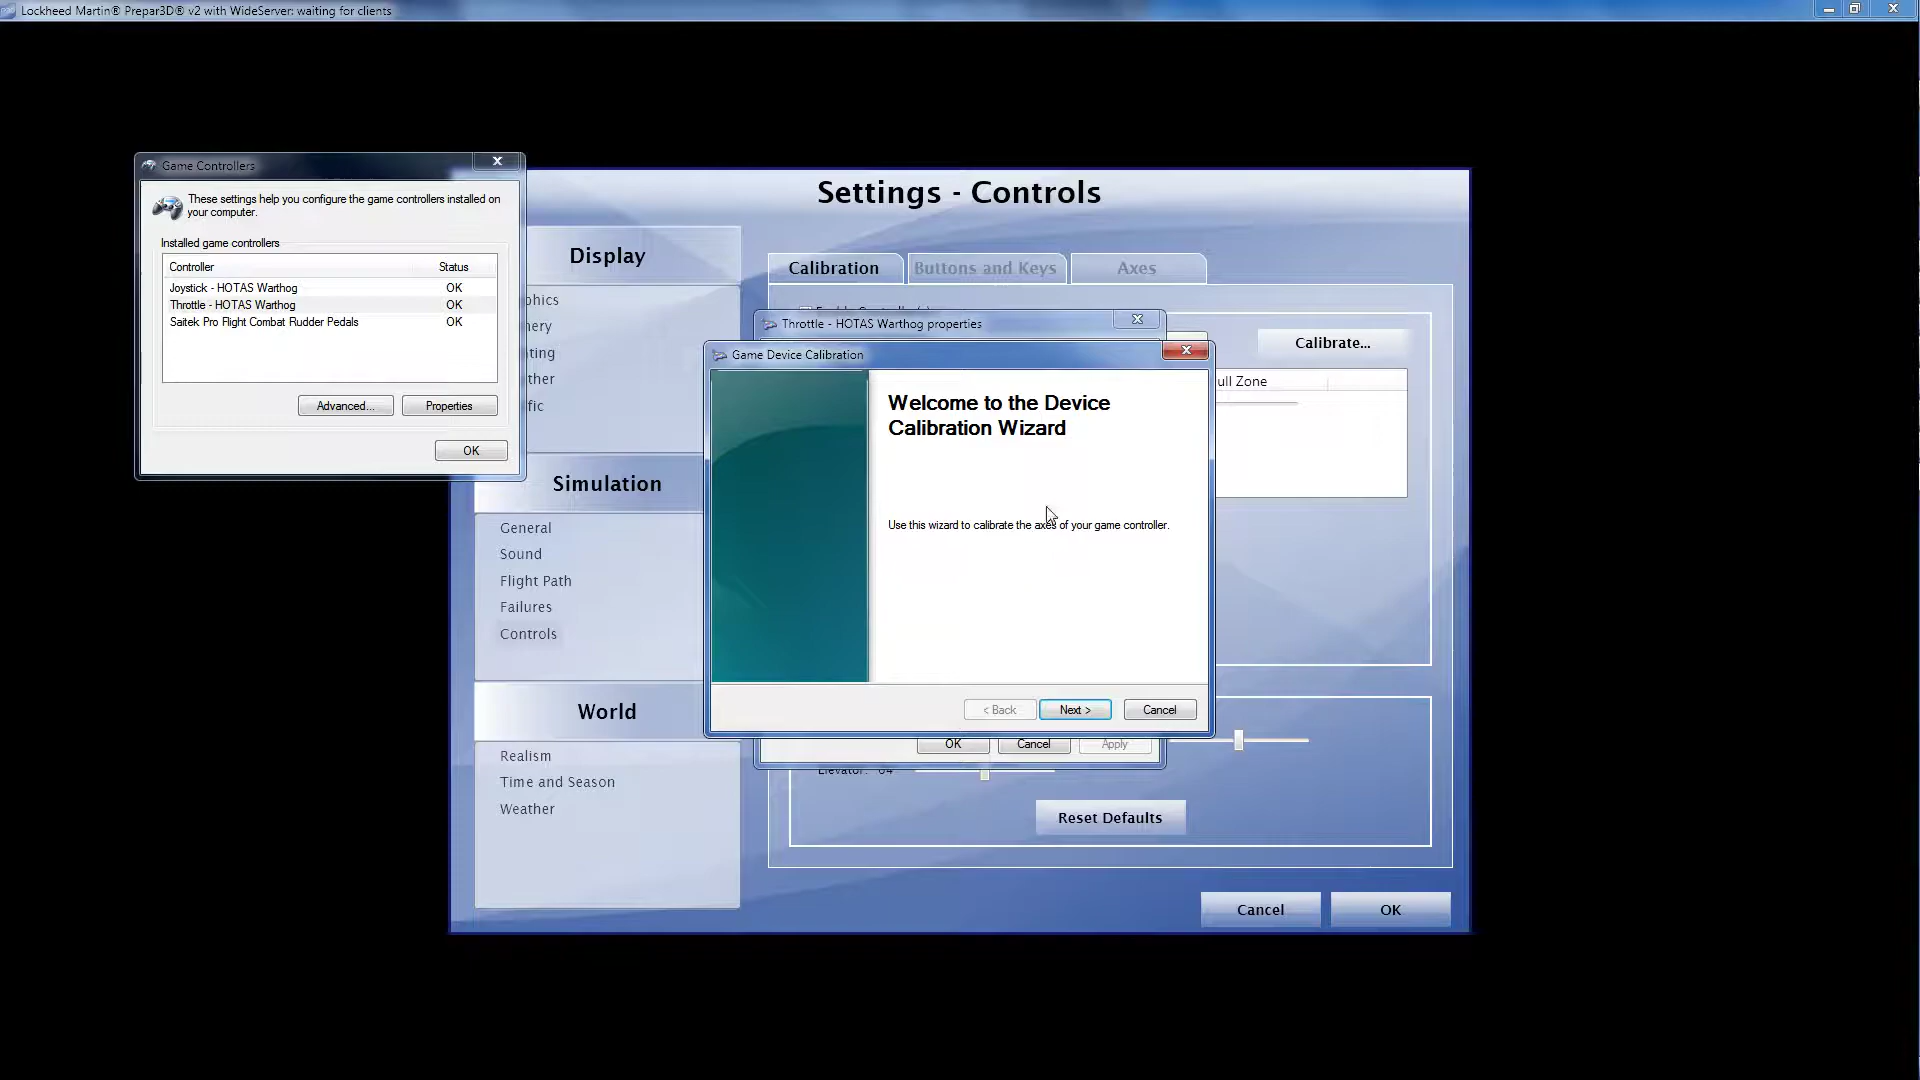 Lockheed Martin® Prepar3D® v2 with WideServer: waiting for clients
Game Controllers
These settings help you configure the game controllers installed on
your computer.
Installed game controllers
Controller Status
Joystick - HOTAS Warthog OK
Throttle - HOTAS Warthog OK
Saitek Pro Flight Combat Rudder Pedals OK
Advanced... Properties
OK
Settings - Controls
Display
Simulation
General
Sound
Flight Path
Failures
Controls
World
Realism
Time and Season
Weather
Calibration Buttons and Keys Axes
Calibrate...
Throttle - HOTAS Warthog properties
Game Device Calibration
Welcome to the Device
Calibration Wizard
Use this wizard to calibrate the axes of your game controller.
< Back Next > Cancel
OK Cancel Apply
Reset Defaults
Cancel OK